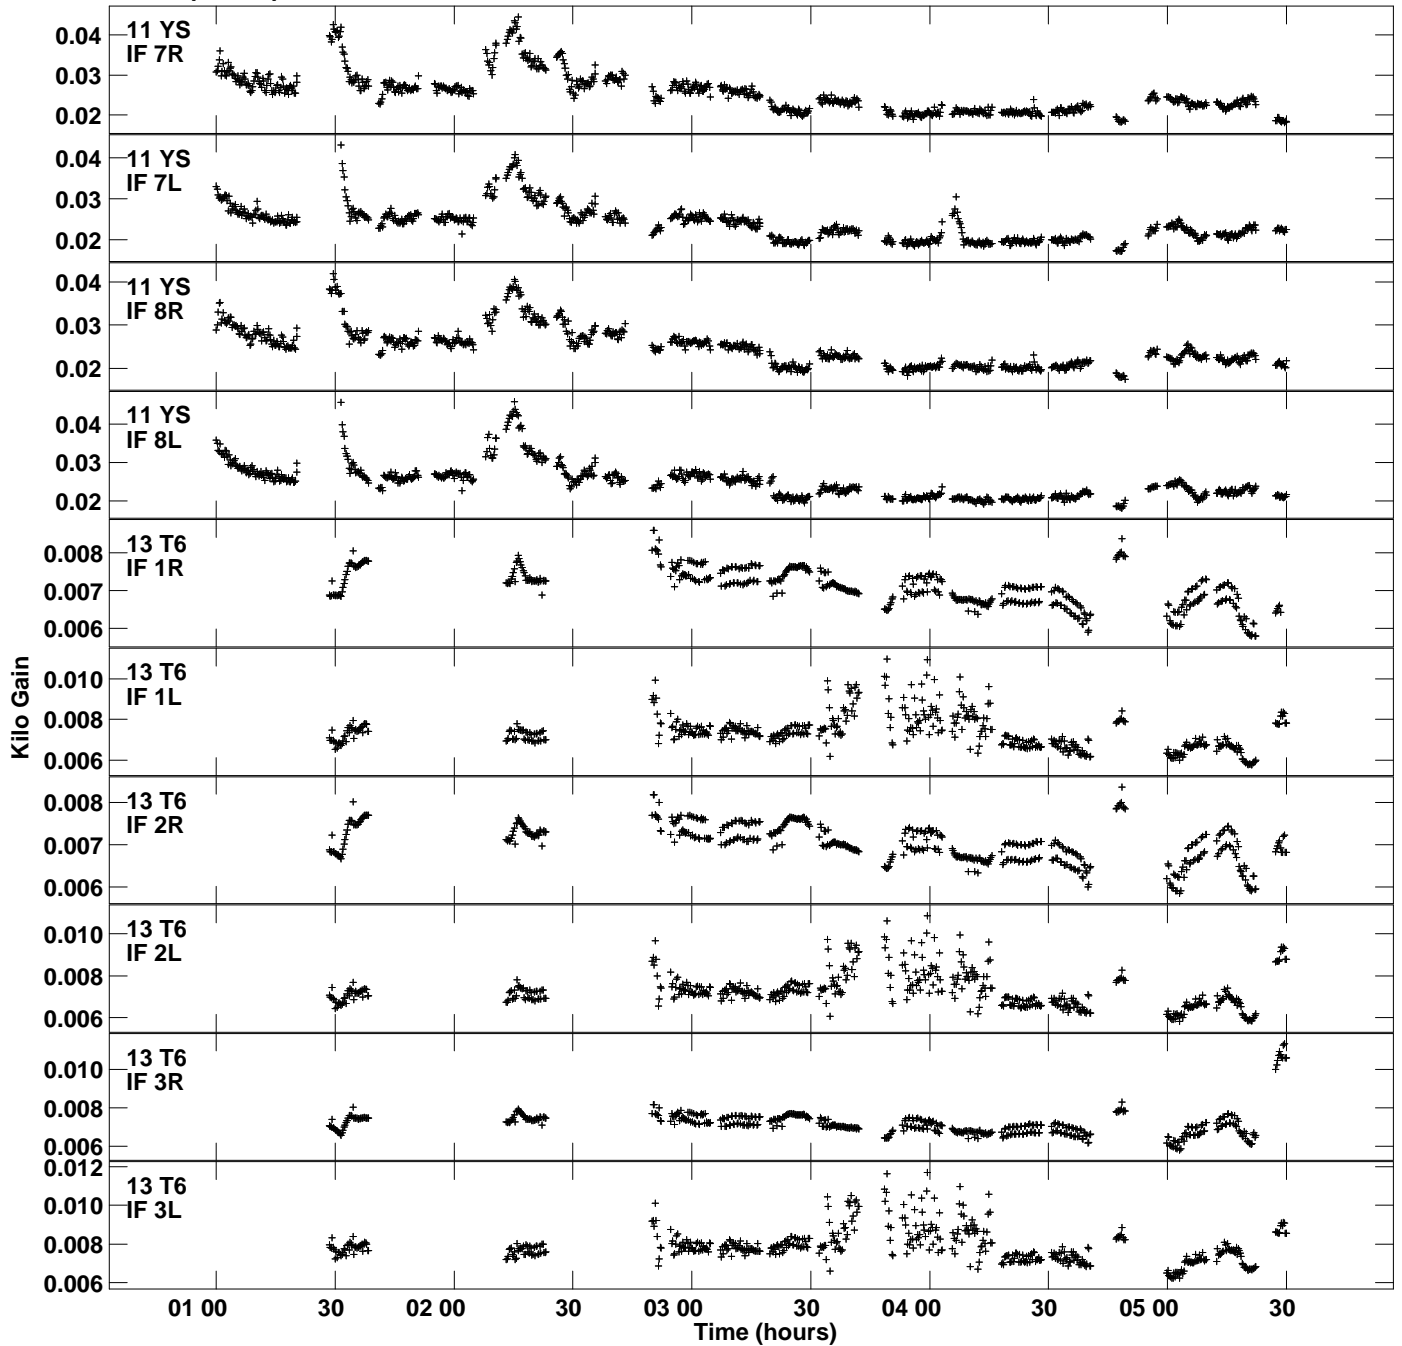 11 YS
IF 7R
0.04
0.03
0.02
11 YS
IF 7L
0.04
0.03
0.02
11 YS
IF 8R
0.04
0.03
0.02
11 YS
IF 8L
0.04
0.03
0.02
13 T6
IF 1R
0.008
0.007
0.006
13 T6
IF 1L
0.010
0.008
0.006
13 T6
IF 2R
0.008
0.007
0.006
13 T6
IF 2L
0.010
0.008
0.006
13 T6
IF 3R
0.010
0.008
0.006
13 T6
IF 3L
0.012
0.010
0.008
0.006
Kilo Gain
01 00 30 02 00 30 03 00 30 04 00 30 05 00 30
Time (hours)